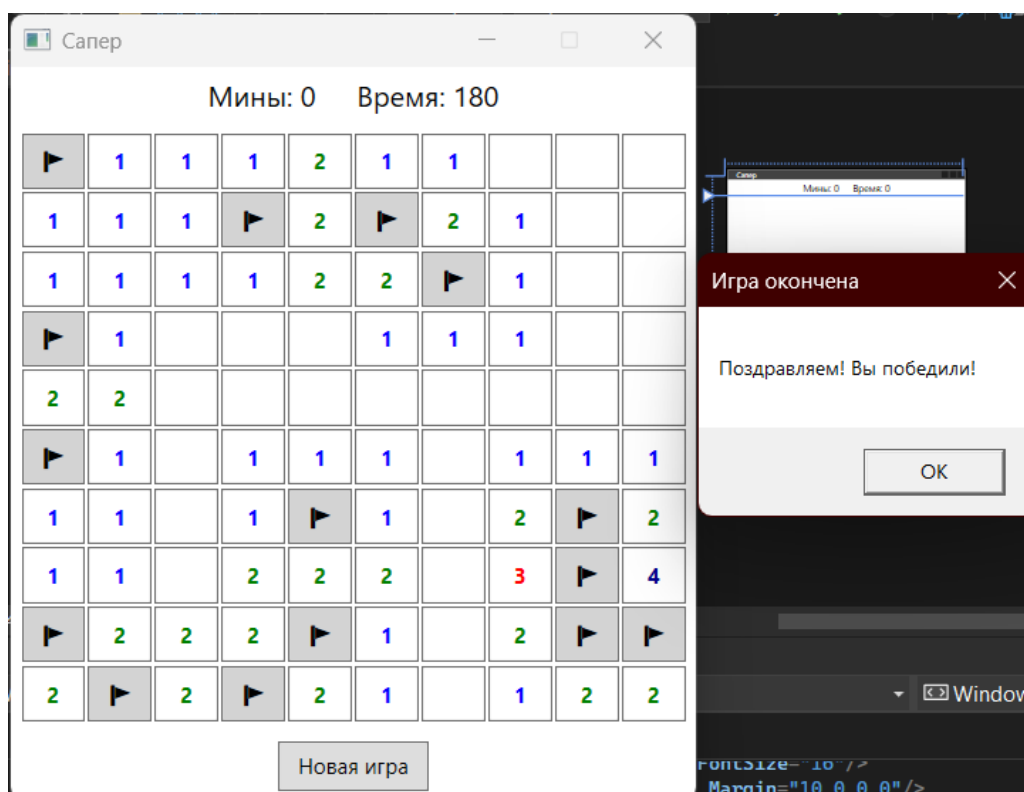 Сапер
Мины: 0 Время: 180
1 1 1 2 1 1
1 1 1 2 2 1
1 1 1 1 2 2 1
1 1 1 1
2 2
1 1 1 1 1 1 1
1 1 1 1 2 2
1 1 2 2 2 3 4
2 2 2 1 2
2 2 2 1 1 2 2
Новая игра
Сапер
Мины: 0 Время: 0
Игра окончена
Поздравляем! Вы победили!
OK
Window
FontSize="16"/>
Margin="10,0,0,0"/>